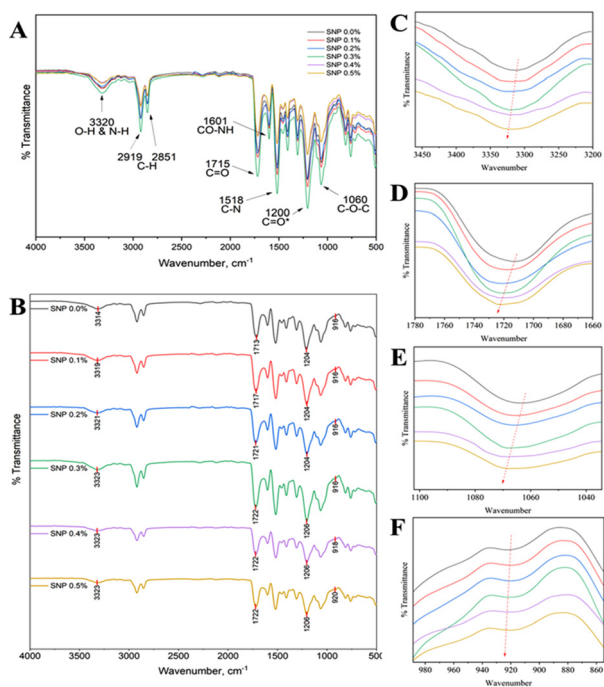 A
SNP 0.0%
SNP 0.1%
SNP 0.2%
SNP 0.3%
SNP 0.4%
SNP 0.5%
% Transmittance
3320
O-H & N-H
2919 2851
C-H
1601
CO-NH
1715
C=O
1518
C-N
1200
C=O*
1060
C-O-C
4000 3500 3000 2500 2000 1500 1000 500
Wavenumber, cm-1
B
% Transmittance
SNP 0.0%
3314
1713
1204
916
SNP 0.1%
3319
1717
1204
916
SNP 0.2%
3321
1721
1204
916
SNP 0.3%
3323
1722
1206
916
SNP 0.4%
3323
1722
1206
918
SNP 0.5%
3323
1722
1206
920
4000 3000 2500 2000 1500 1000 500
Wavenumber, cm-1
C
% Transmittance
3450 3400 3350 3300 3250 3200
Wavenumber
D
% Transmittance
1780 1760 1740 1720 1700 1680 1660
Wavenumber
E
% Transmittance
1100 1080 1060 1040
Wavenumber
F
% Transmittance
980 960 940 920 900 880 860
Wavenumber